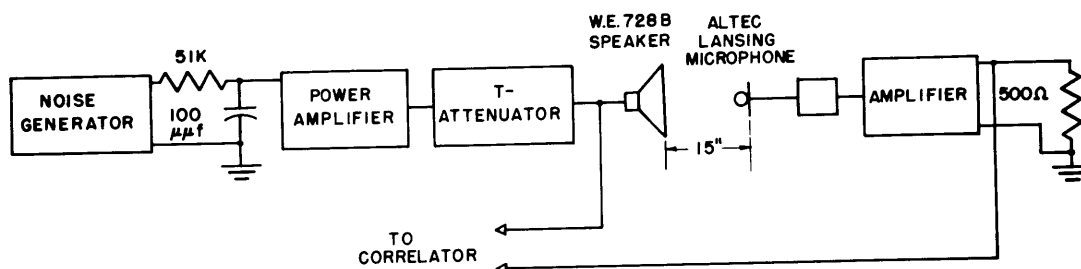 51K
NOISE
GENERATOR
100
μμf
POWER
AMPLIFIER
T-
ATTENUATOR
W.E. 728B
SPEAKER
15"
ALTEC
LANSING
MICROPHONE
AMPLIFIER
500Ω
TO
CORRELATOR